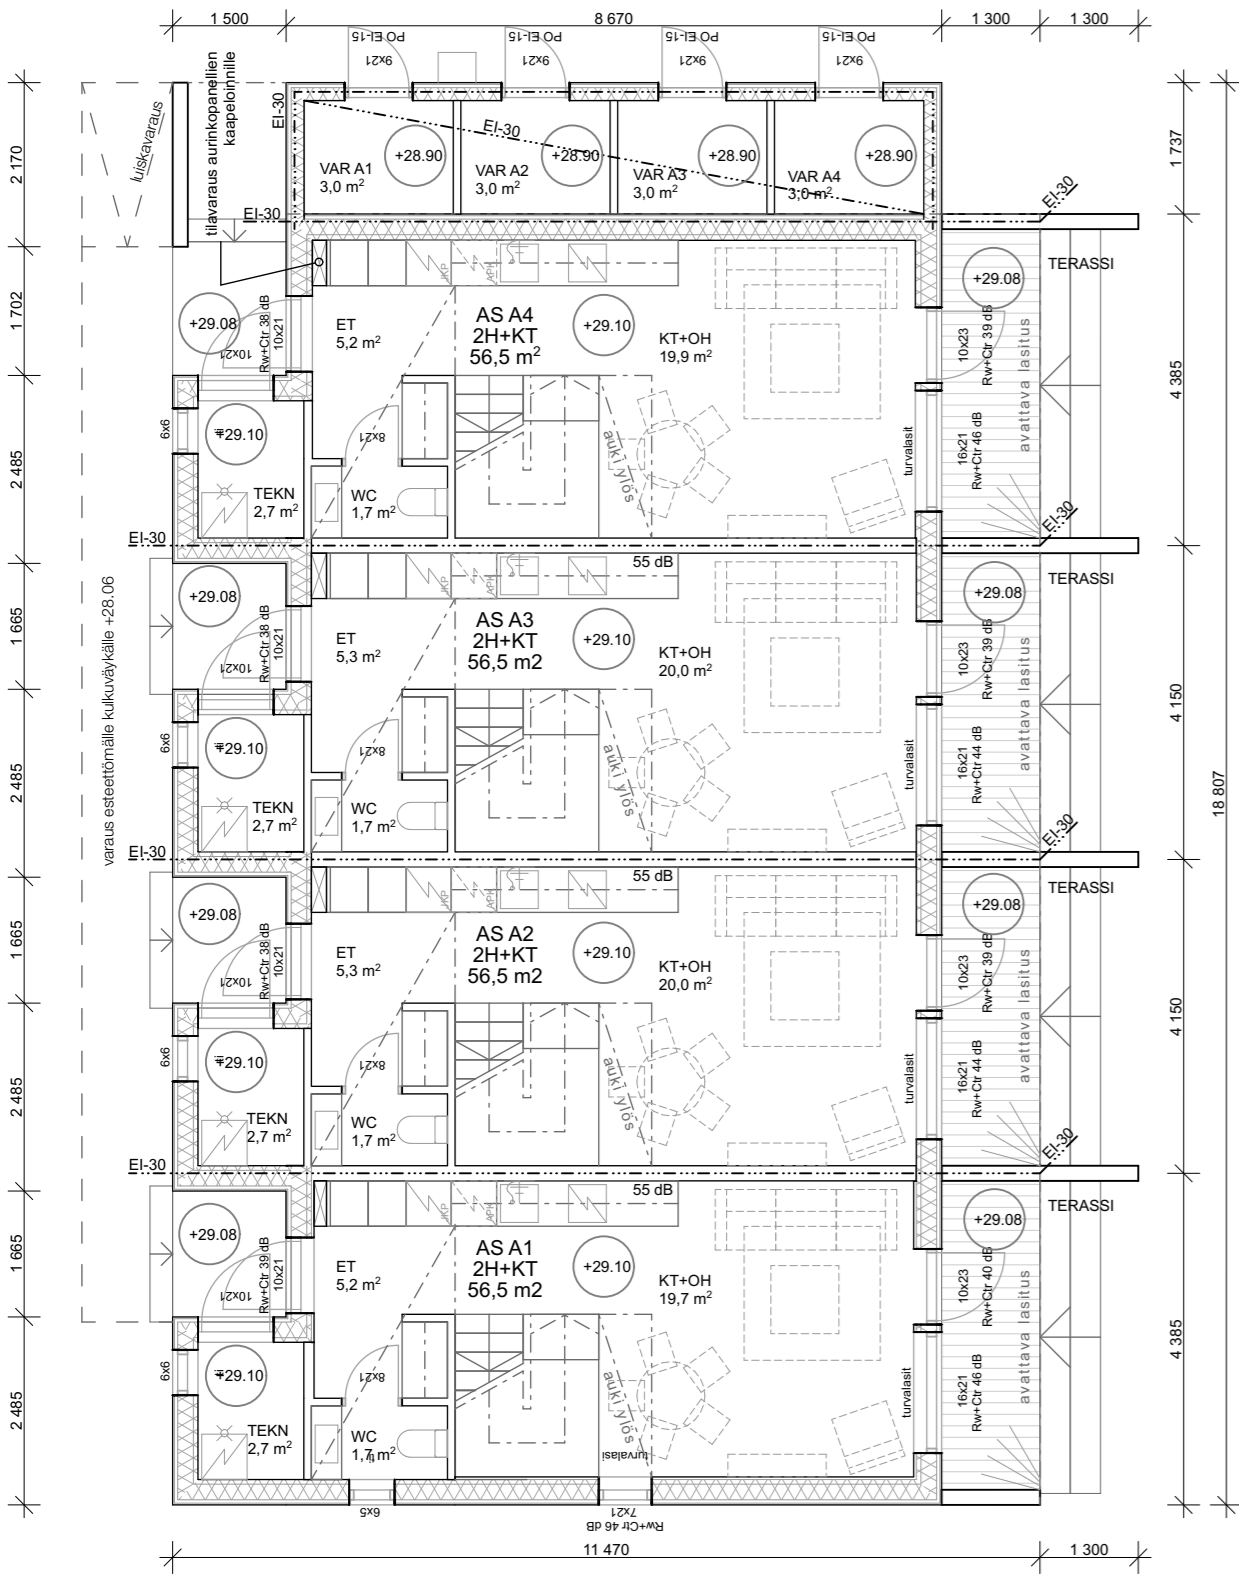 1 500
8 670
1 300
1 300
PO EI-15
9x21
PO EI-15
9x21
PO EI-15
9x21
PO EI-15
9x21
luiskavaraus
tilavaraus aurinkopanellien
kaapeloinnille
EI-30
EI-30
EI-30
VAR A1
3,0 m²
+28.90
VAR A2
3,0 m²
+28.90
VAR A3
3,0 m²
+28.90
VAR A4
3,0 m²
+28.90
EI-30
2 170
1 702
2 485
1 665
2 485
1 665
2 485
1 665
2 485
1 737
4 385
4 150
4 150
4 385
18 807
varaus esteettömälle kulkuväykälle +28.06
+29.08
10x21
Rw+Ctr 38 dB
10x21
ET
5,2 m²
JKP
APK
AS A4
2H+KT
56,5 m²
+29.10
KT+OH
19,9 m²
+29.08
TERASSI
10x23
Rw+Ctr 39 dB
6x6
+29.10
TEKN
2,7 m²
8x21
WC
1,7 m²
auki ylös
turvalasit
16x21
Rw+Ctr 46 dB
avattava lasitus
EI-30
EI-30
55 dB
+29.08
10x21
Rw+Ctr 38 dB
10x21
ET
5,3 m²
JKP
APK
AS A3
2H+KT
56,5 m2
+29.10
KT+OH
20,0 m²
+29.08
TERASSI
10x23
Rw+Ctr 39 dB
6x6
+29.10
TEKN
2,7 m²
8x21
WC
1,7 m²
auki ylös
turvalasit
16x21
Rw+Ctr 44 dB
avattava lasitus
EI-30
EI-30
55 dB
+29.08
10x21
Rw+Ctr 38 dB
10x21
ET
5,3 m²
JKP
APK
AS A2
2H+KT
56,5 m2
+29.10
KT+OH
20,0 m²
+29.08
TERASSI
10x23
Rw+Ctr 39 dB
6x6
+29.10
TEKN
2,7 m²
8x21
WC
1,7 m²
auki ylös
turvalasit
16x21
Rw+Ctr 44 dB
avattava lasitus
EI-30
EI-30
55 dB
+29.08
10x21
Rw+Ctr 39 dB
10x21
ET
5,2 m²
JKP
APK
AS A1
2H+KT
56,5 m2
+29.10
KT+OH
19,7 m²
+29.08
TERASSI
10x23
Rw+Ctr 40 dB
6x6
+29.10
TEKN
2,7 m²
8x21
WC
1,7 m²
auki ylös
turvalasi
turvalasit
16x21
Rw+Ctr 46 dB
avattava lasitus
6x5
7x21
Rw+Ctr 46 dB
11 470
1 300